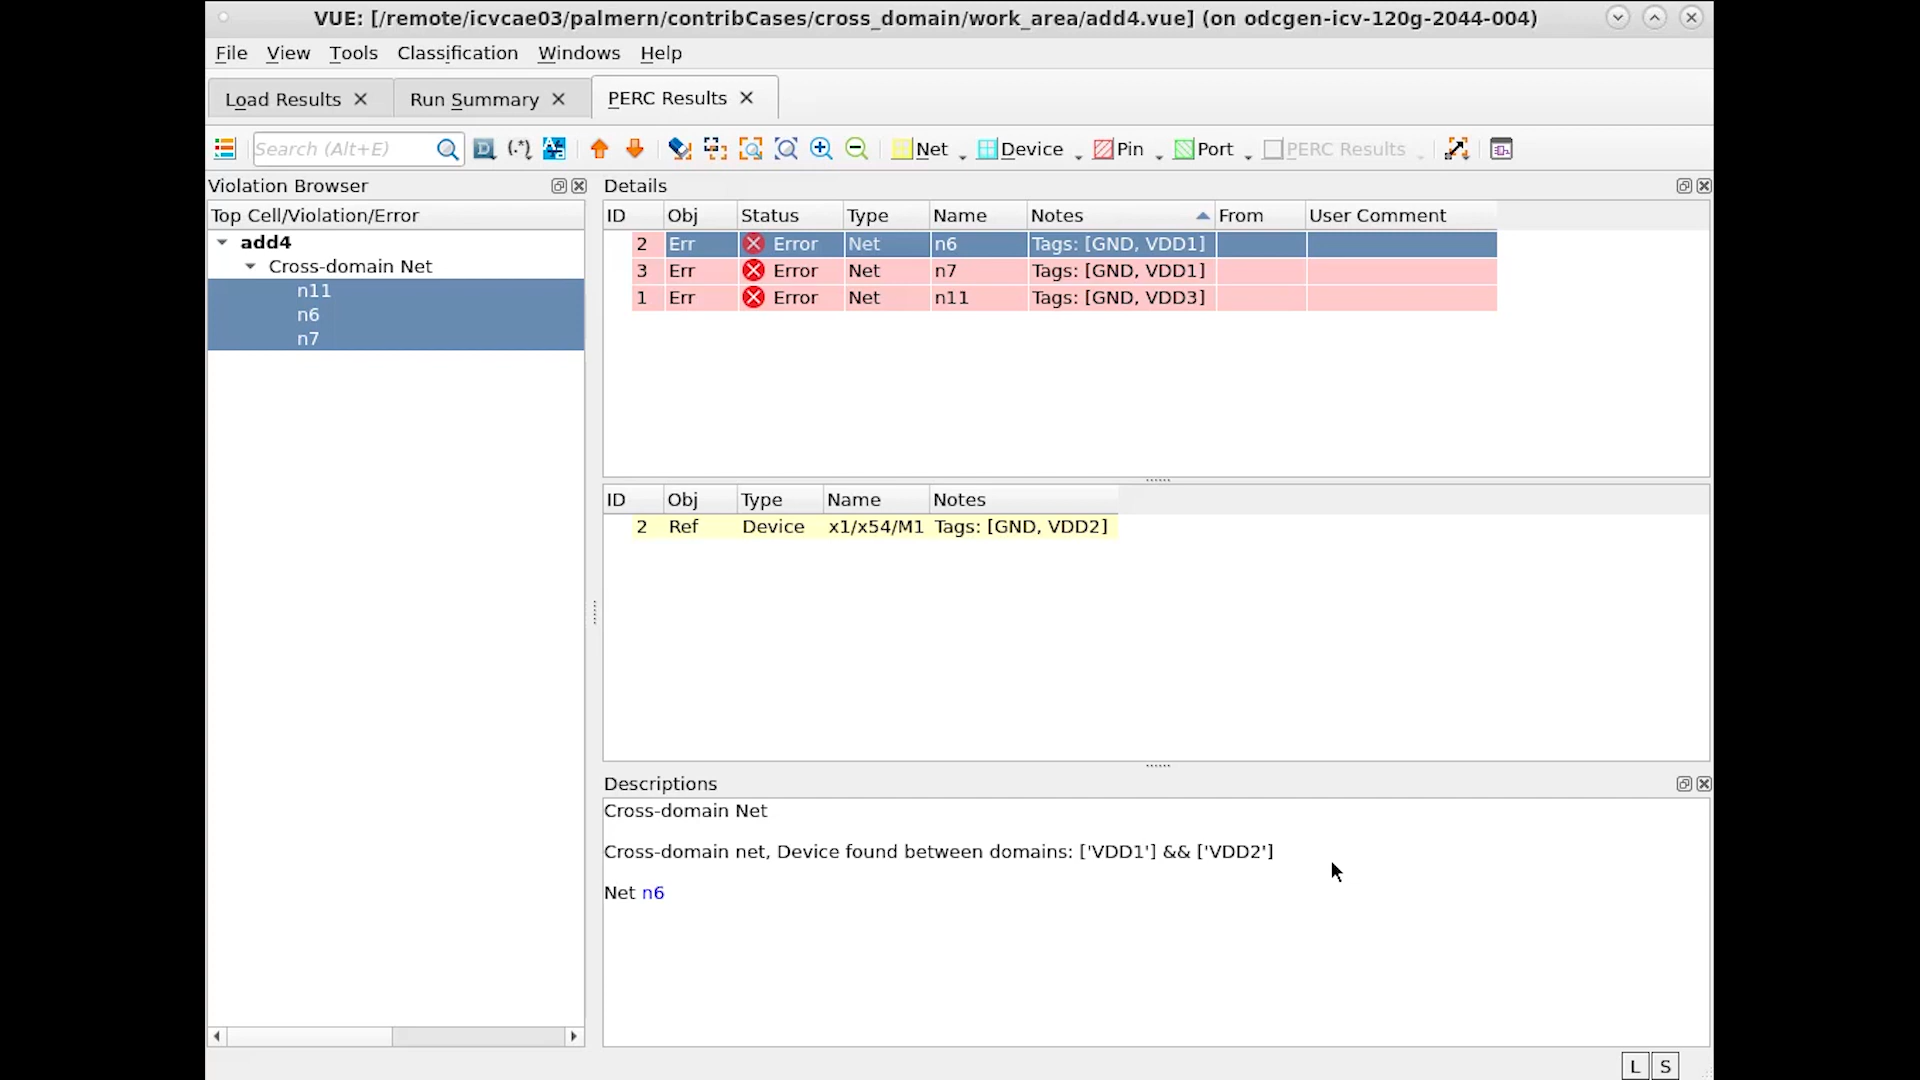 VUE: [/remote/icvcae03/palmern/contribCases/cross_domain/work_area/add4.vue] (on odcgen-icv-120g-2044-004)
File View Tools Classification Windows Help
Load Results Run Summary PERC Results
Search (Alt+E) D (.*) Net Device Pin Port PERC Results
Violation Browser
Top Cell/Violation/Error
add4
Cross-domain Net
n11
n6
n7
Details
ID Obj Status Type Name Notes From User Comment
2 Err Error Net n6 Tags: [GND, VDD1]
3 Err Error Net n7 Tags: [GND, VDD1]
1 Err Error Net n11 Tags: [GND, VDD3]
ID Obj Type Name Notes
2 Ref Device x1/x54/M1 Tags: [GND, VDD2]
Descriptions
Cross-domain Net
Cross-domain net, Device found between domains: ['VDD1'] && ['VDD2']
Net n6
L S